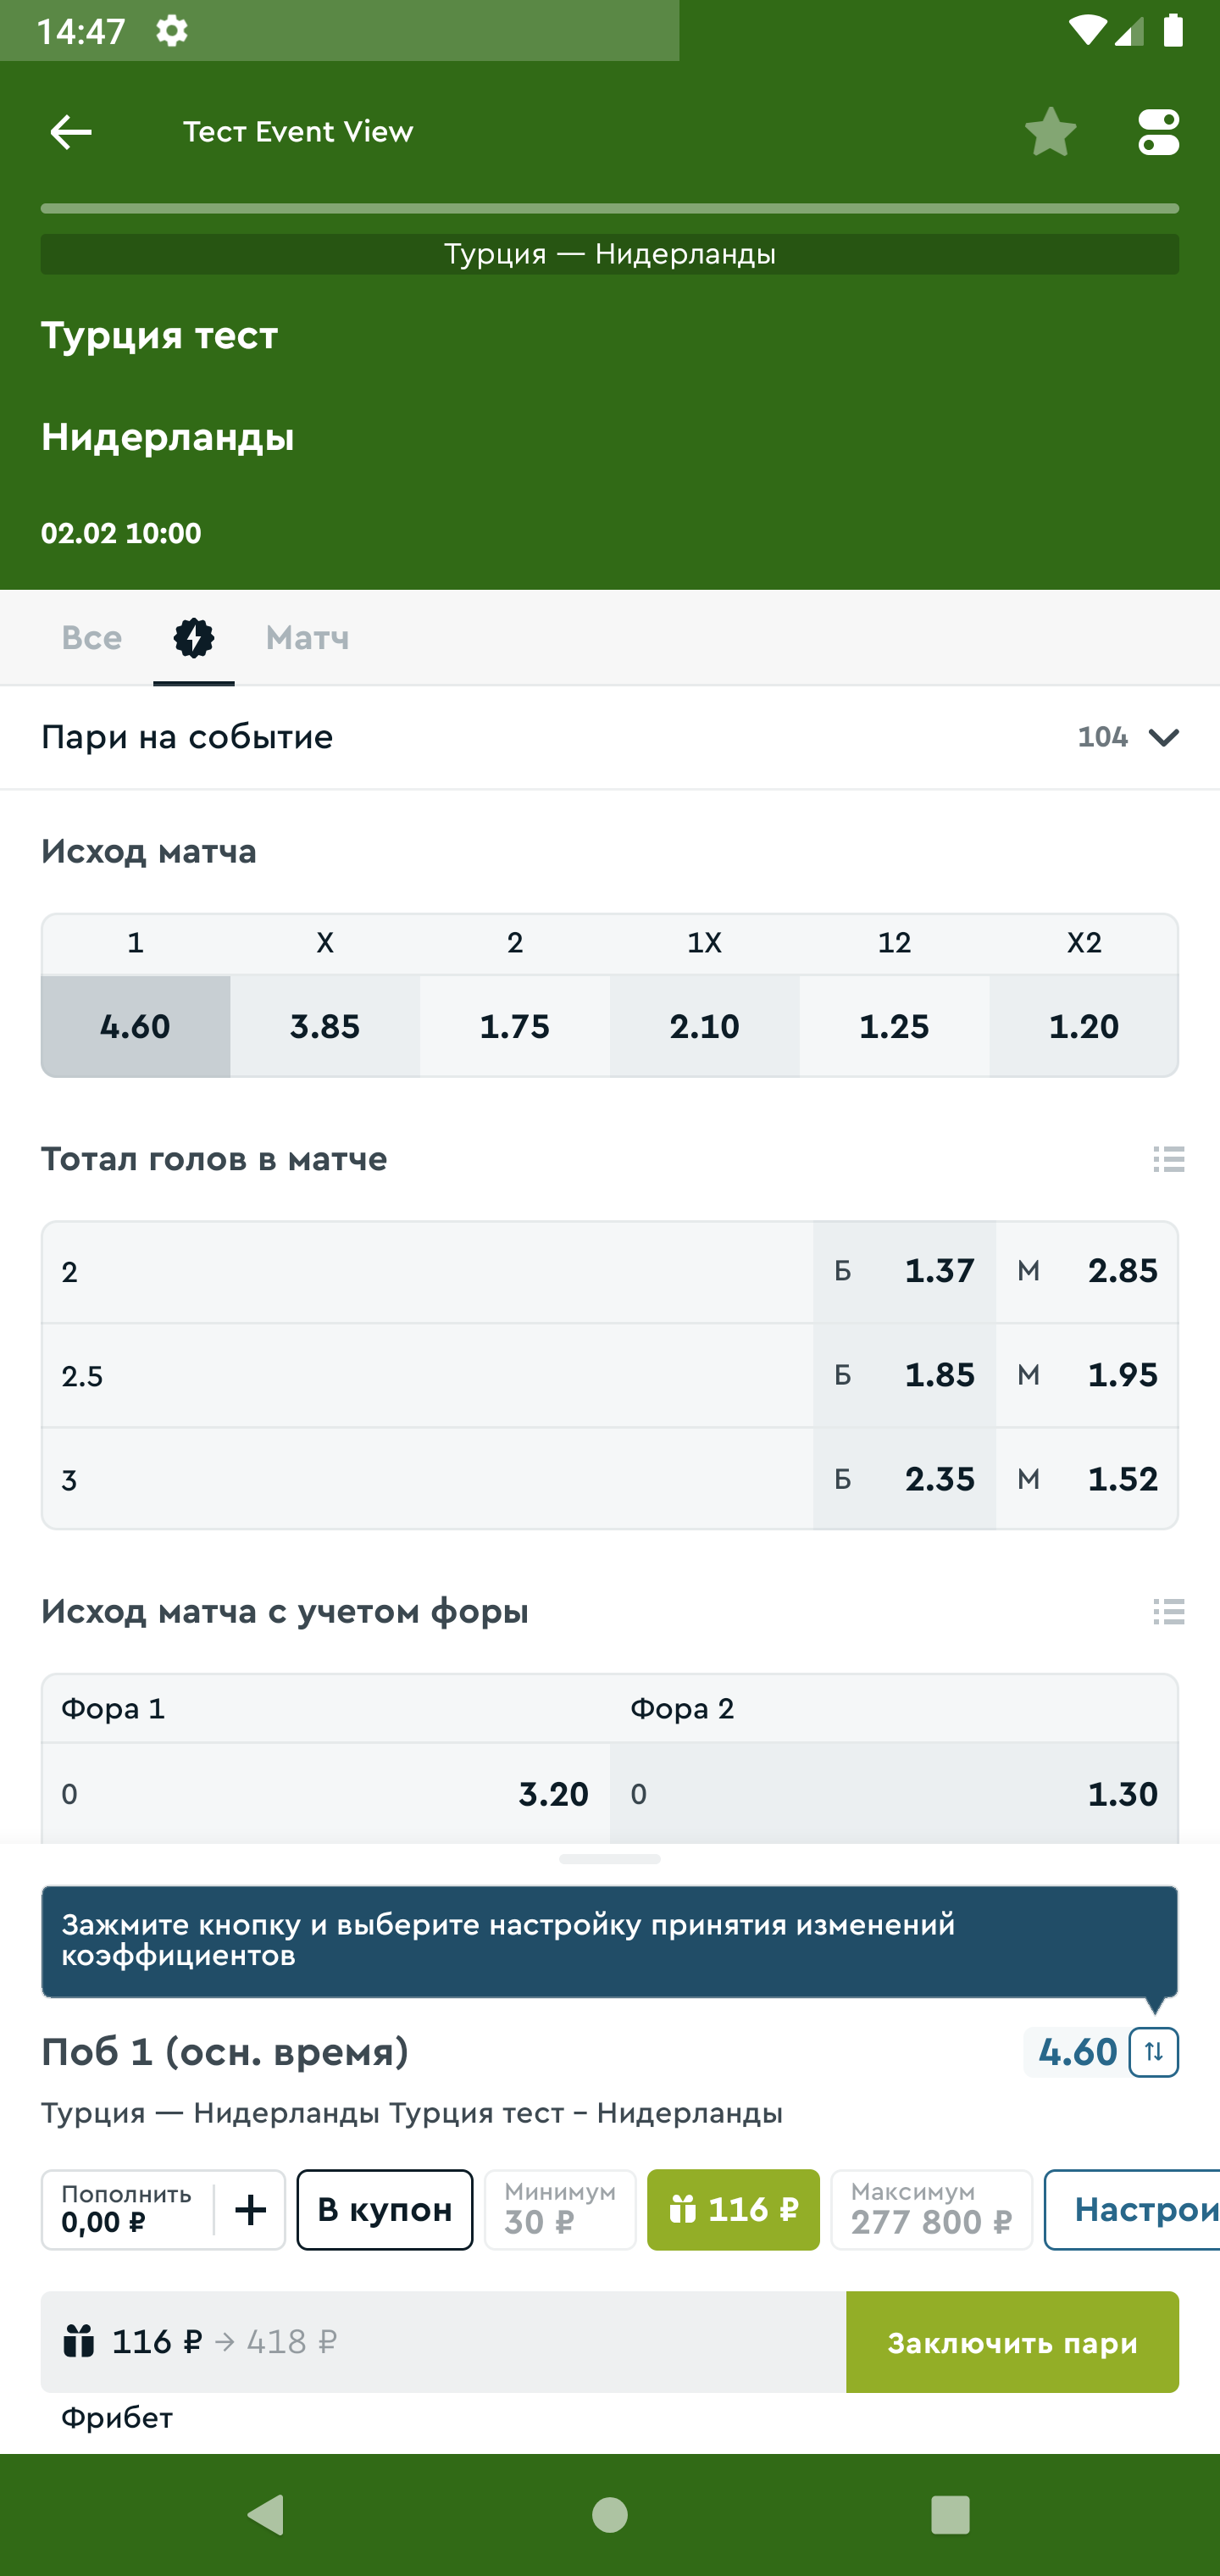 14:47
Тест Event View
Турция — Нидерланды
Турция тест
Нидерланды
02.02 10:00
Все Матч
Пари на событие 104
Исход матча
1 X 2 1X 12 X2
4.60 3.85 1.75 2.10 1.25 1.20
Тотал голов в матче
2 Б 1.37 М 2.85
2.5 Б 1.85 М 1.95
3 Б 2.35 М 1.52
Исход матча с учетом форы
Фора 1 Фора 2
0 3.20 0 1.30
Зажмите кнопку и выберите настройку принятия изменений
коэффициентов
Поб 1 (осн. время) 4.60
Турция — Нидерланды Турция тест – Нидерланды
Пополнить
0,00 ₽
В купон
Минимум
30 ₽
116 ₽
Максимум
277 800 ₽
Настрои
116 ₽ → 418 ₽
Заключить пари
Фрибет